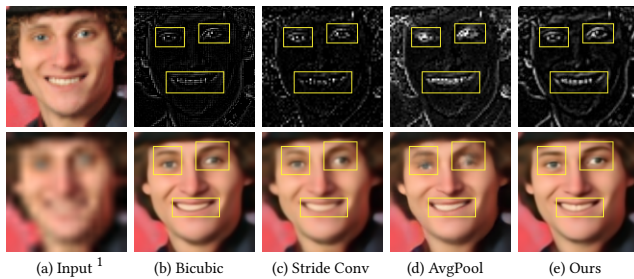 (a) Input 1
(b) Bicubic
(c) Stride Conv
(d) AvgPool
(e) Ours